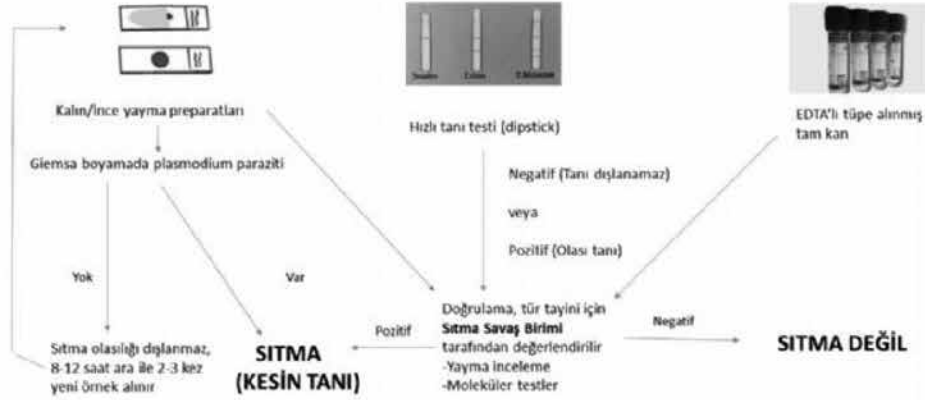 Kalın/İnce yayma preparatları
Giemsa boyamada plasmodium paraziti
Yok
Var
Sıtma olasılığı dışlanmaz,
8-12 saat ara ile 2-3 kez
yeni örnek alınır
SITMA
(KESİN TANI)
Hızlı tanı testi (dipstick)
Negatif (Tanı dışlanamaz)
veya
Pozitif (Olası tanı)
Pozitif
Doğrulama, tür tayini için
Sıtma Savaş Birimi
tarafından değerlendirilir
-Yayma inceleme
-Moleküler testler
EDTA'lı tüpe alınmış
tam kan
Negatif
SITMA DEĞİL